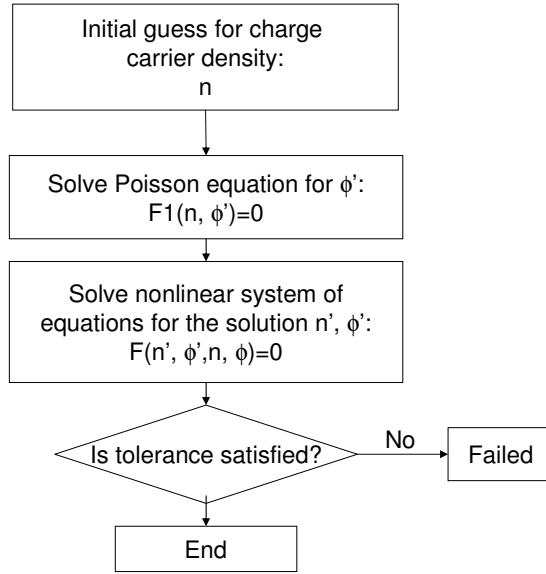 Initial guess for charge
carrier density:
n
Solve Poisson equation for ϕ’:
F1(n, ϕ’)=0
Solve nonlinear system of
equations for the solution n’, ϕ’:
F(n’, ϕ’,n, ϕ)=0
Is tolerance satisfied?
No
Failed
End